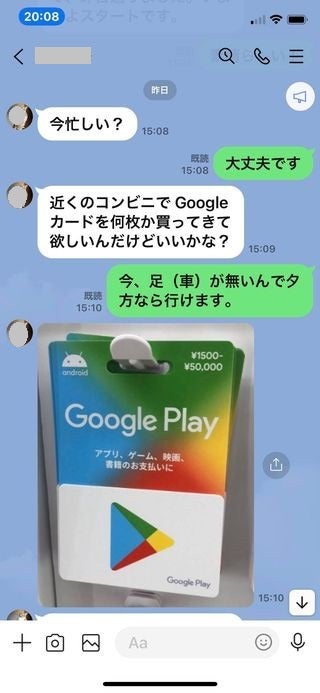 20:08
昨日
今忙しい？
15:08
大丈夫です
既読
15:08
近くのコンビニで Google
カードを何枚か買ってきて
欲しいんだけどいいかな？
15:09
今、足（車）が無いんで夕
方なら行けます。
既読
15:10
android
¥1500-
¥50,000
Google Play
アプリ、ゲーム、映画、
書籍のお支払いに
Google Play
15:10
Aa